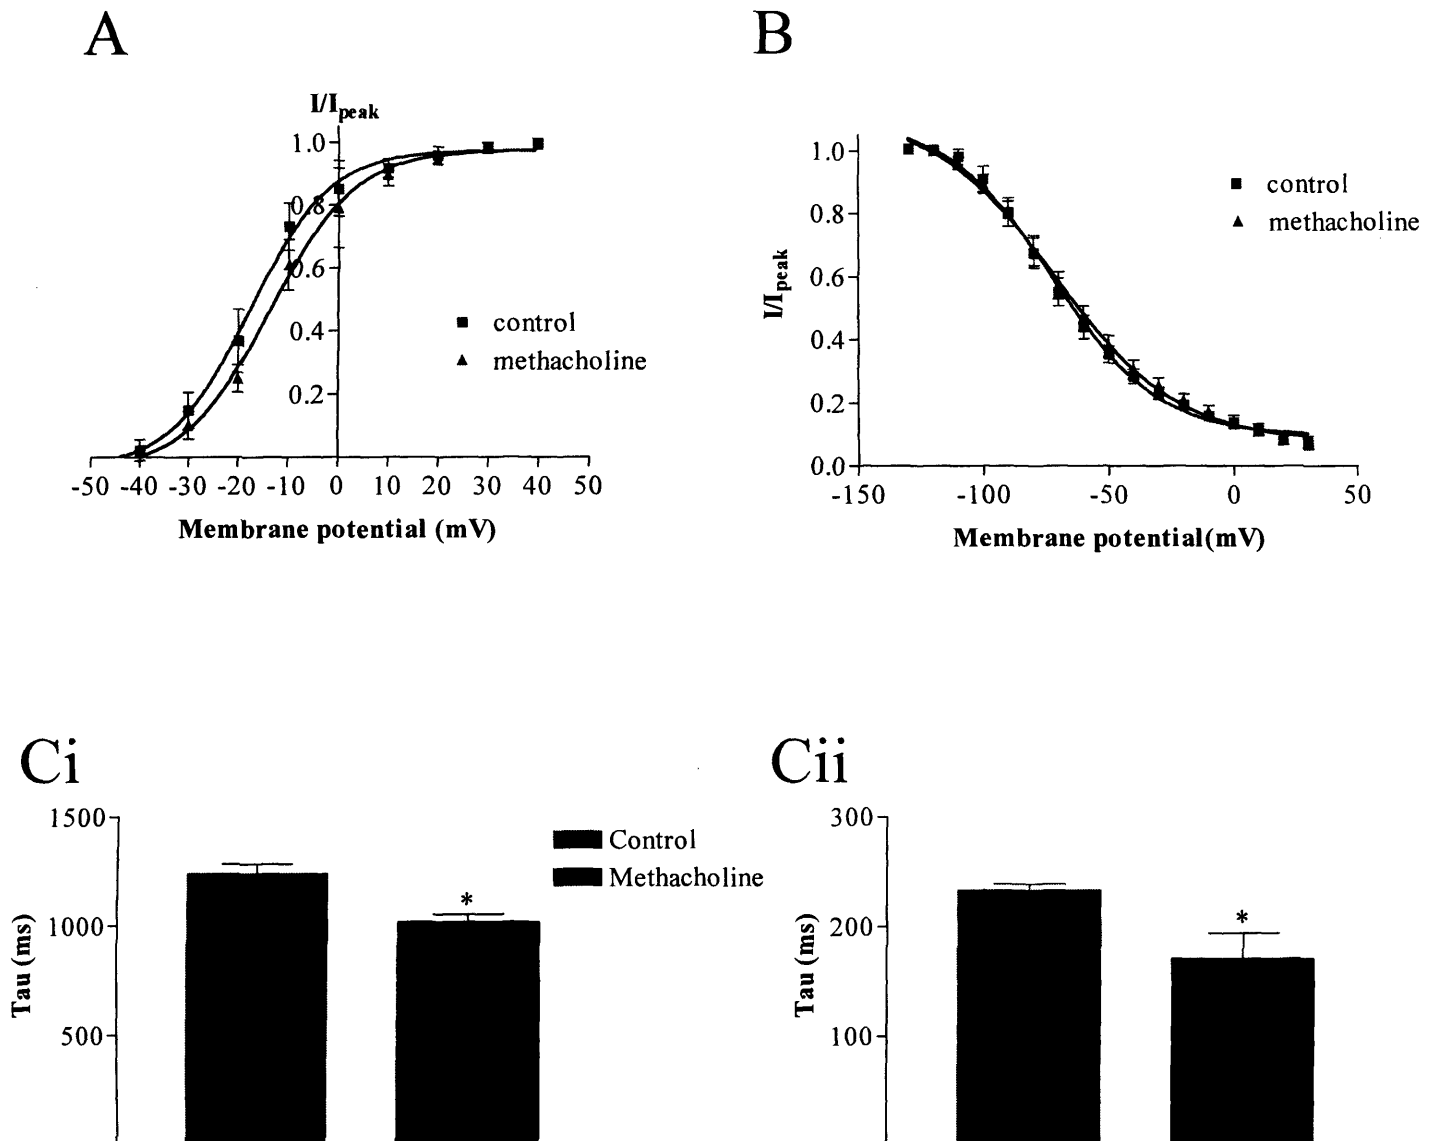 A
I/Ipeak
1.0
0.8
0.6
0.4
0.2
control
methacholine
-50 -40 -30 -20 -10 0 10 20 30 40 50
Membrane potential (mV)
B
1.0
0.8
0.6
0.4
0.2
0.0
I/Ipeak
control
methacholine
-150 -100 -50 0 50
Membrane potential(mV)
Ci
1500
1000
500
Tau (ms)
*
Control
Methacholine
Cii
300
200
100
Tau (ms)
*